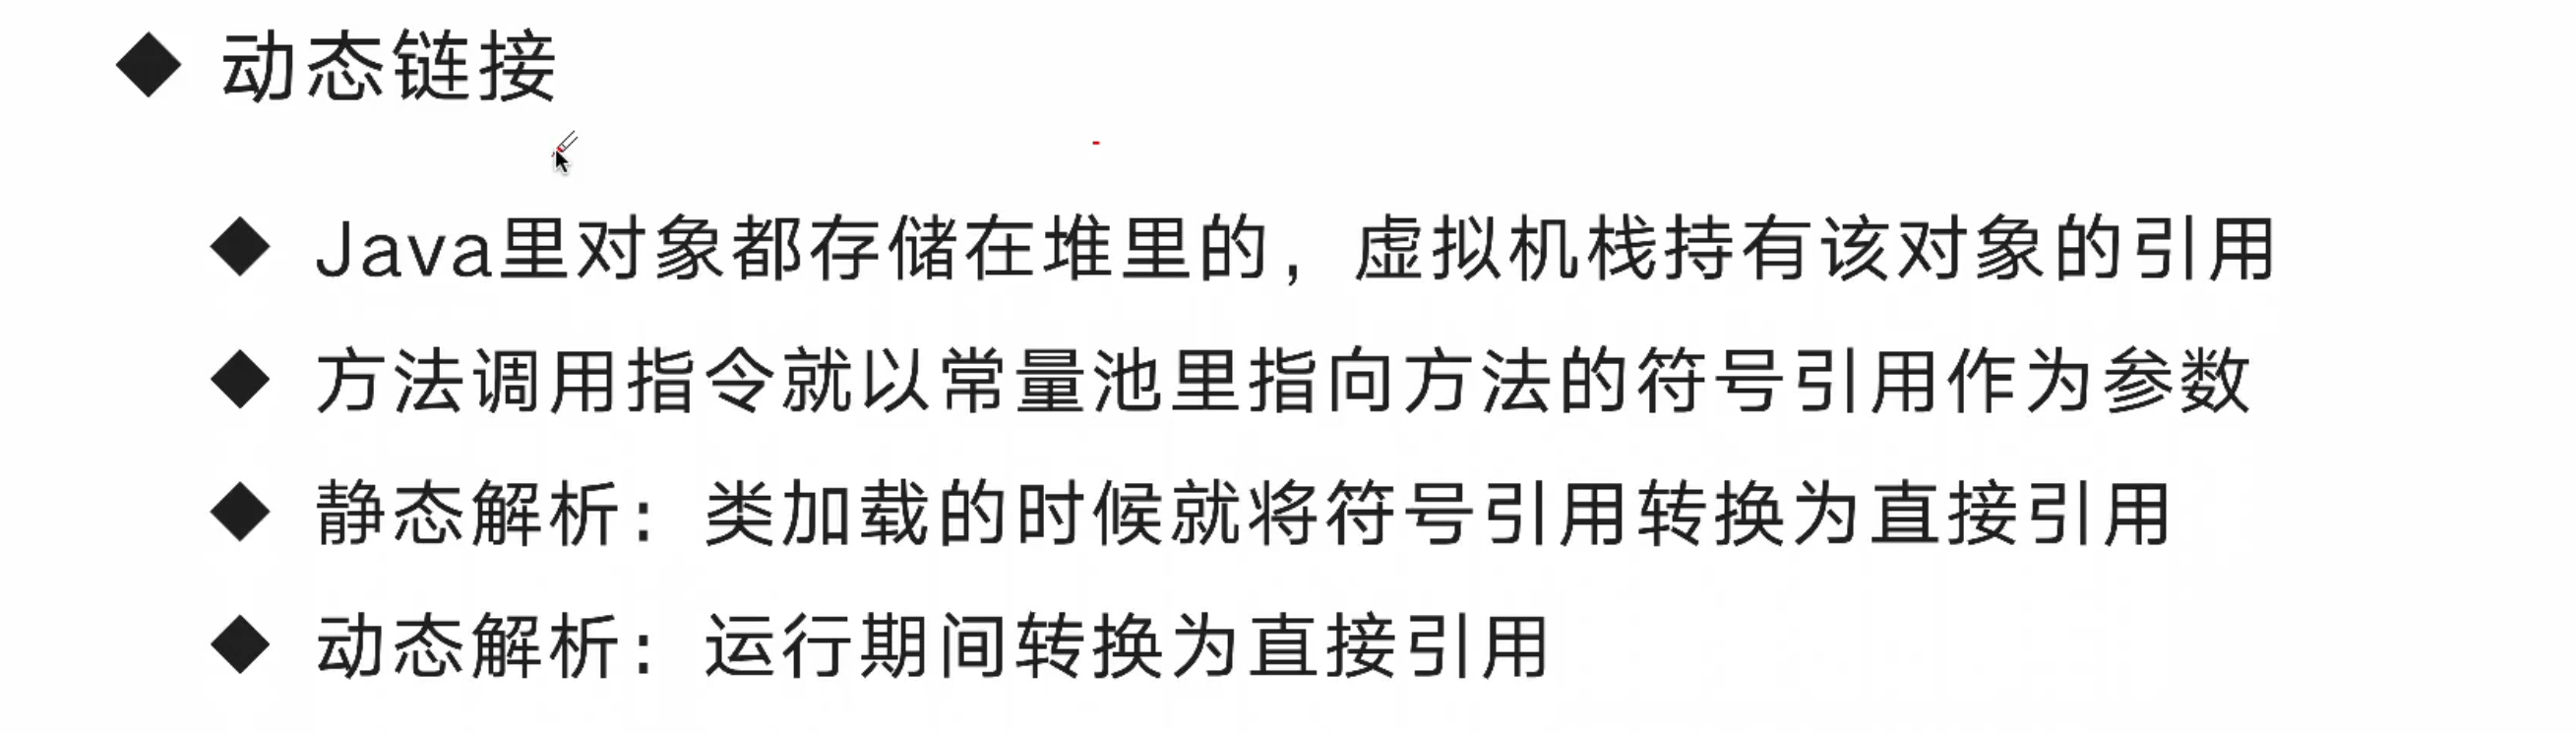 动态链接
Java里对象都存储在堆里的，虚拟机栈持有该对象的引用
方法调用指令就以常量池里指向方法的符号引用作为参数
静态解析：类加载的时候就将符号引用转换为直接引用
动态解析：运行期间转换为直接引用